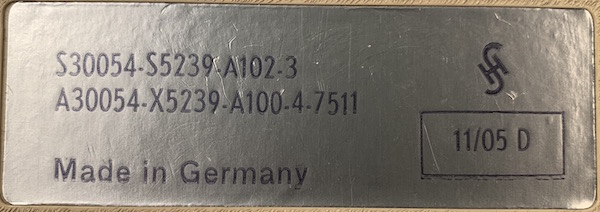 S30054-S5239-A102-3
A30054-X5239-A100-4-7511
11/05 D
Made in Germany